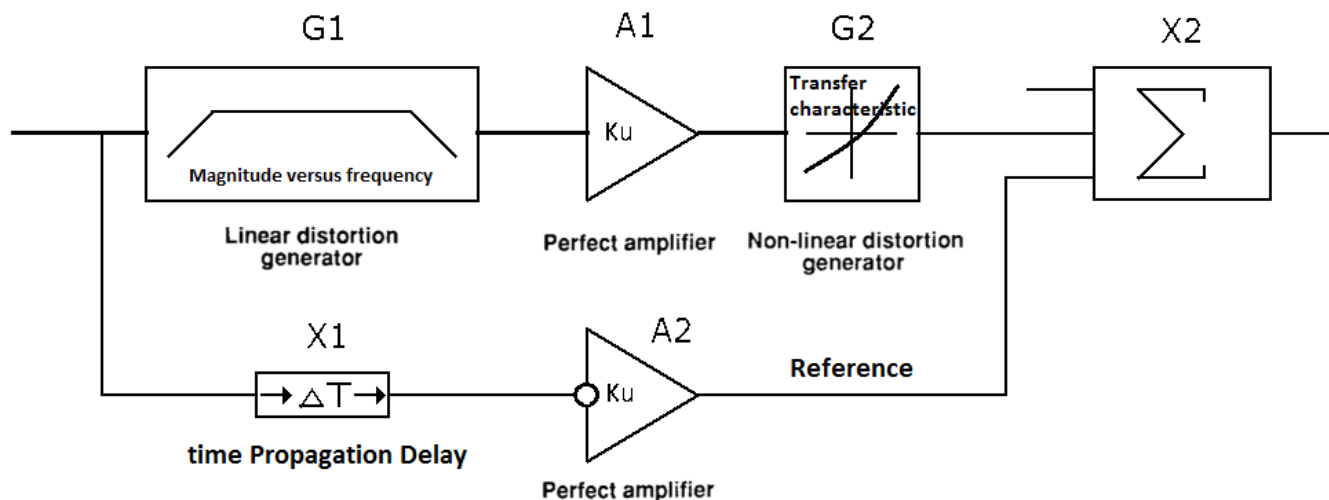 G1
A1
G2
X2
Transfer
characteristic
Ku
Magnitude versus frequency
Σ
Linear distortion
generator
Perfect amplifier
Non-linear distortion
generator
X1
A2
Reference
△T
Ku
time Propagation Delay
Perfect amplifier